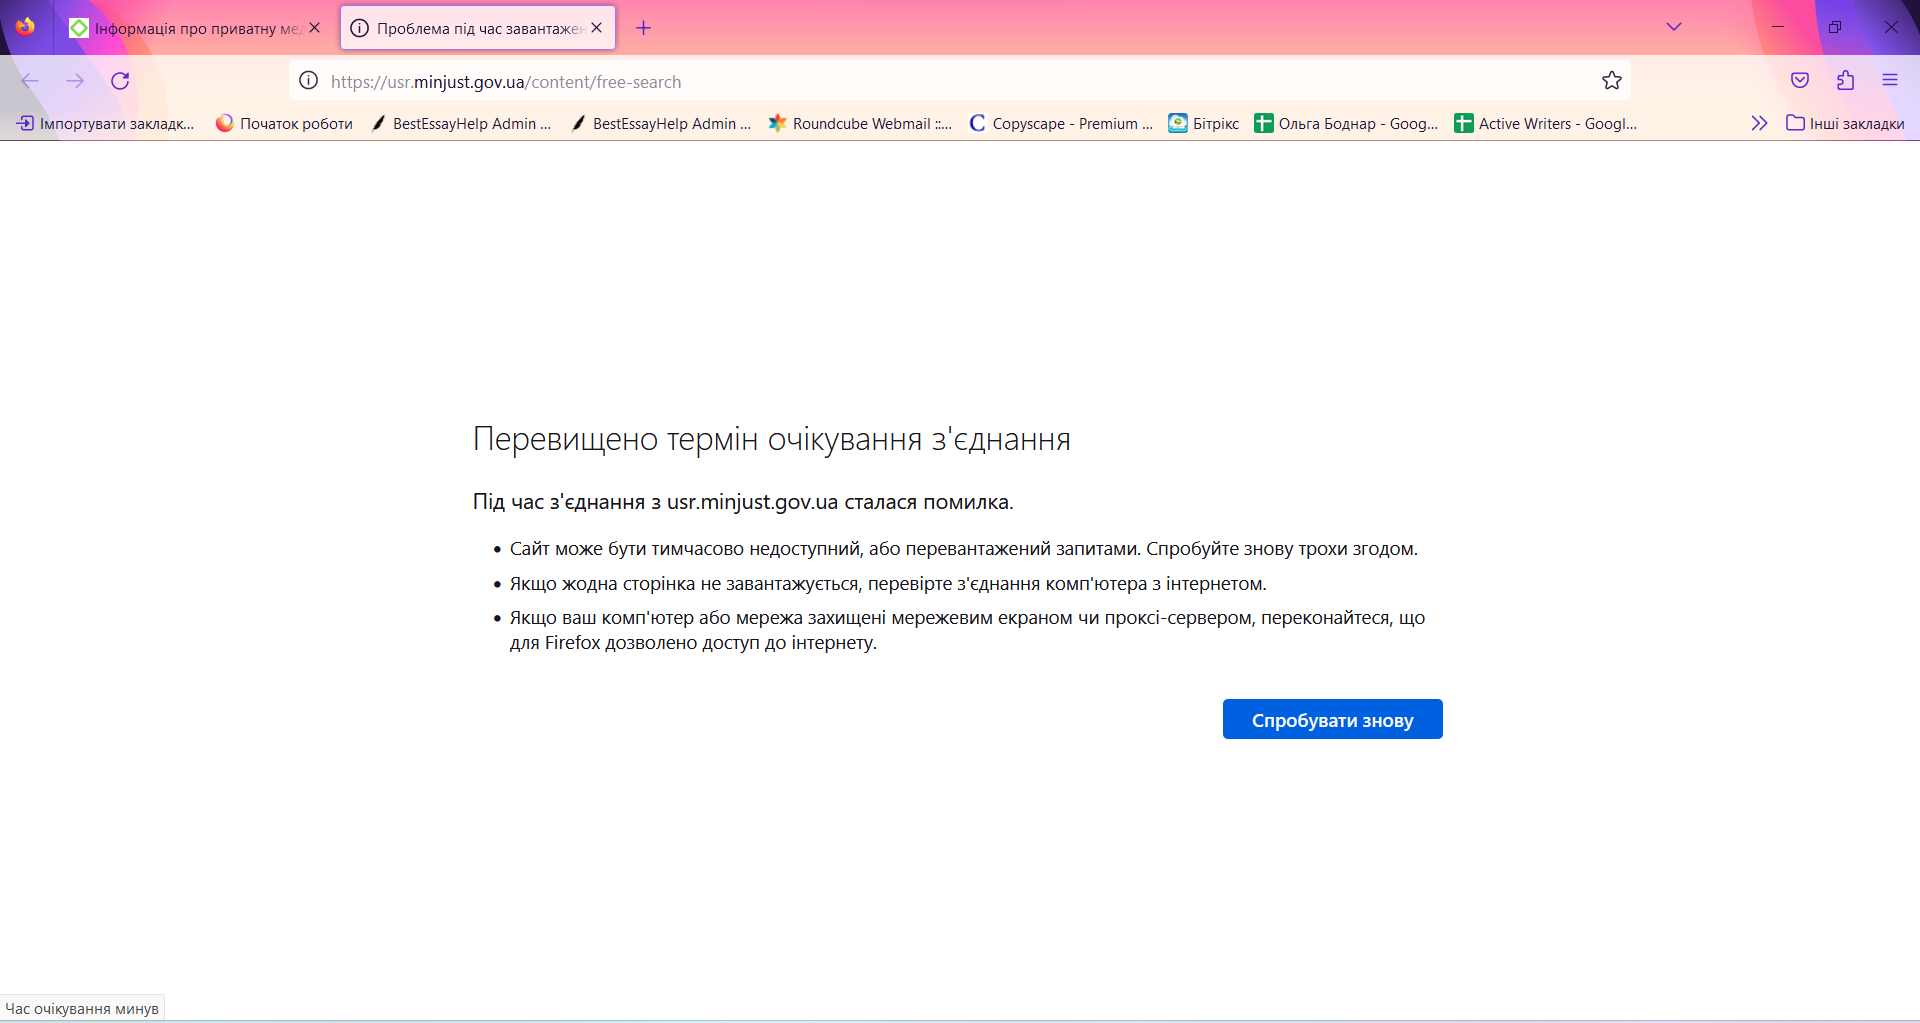 Інформація про приватну мед
Проблема під час завантажен
https://usr.minjust.gov.ua/content/free-search
Імпортувати закладк...
Початок роботи
BestEssayHelp Admin ...
BestEssayHelp Admin ...
Roundcube Webmail ::...
Copyscape - Premium ...
Бітрікс
Ольга Боднар - Goog...
Active Writers - Googl...
Інші закладки
Перевищено термін очікування з'єднання
Під час з'єднання з usr.minjust.gov.ua сталася помилка.
Сайт може бути тимчасово недоступний, або перевантажений запитами. Спробуйте знову трохи згодом.
Якщо жодна сторінка не завантажується, перевірте з'єднання комп'ютера з інтернетом.
Якщо ваш комп'ютер або мережа захищені мережевим екраном чи проксі-сервером, переконайтеся, що
для Firefox дозволено доступ до інтернету.
Спробувати знову
Час очікування минув